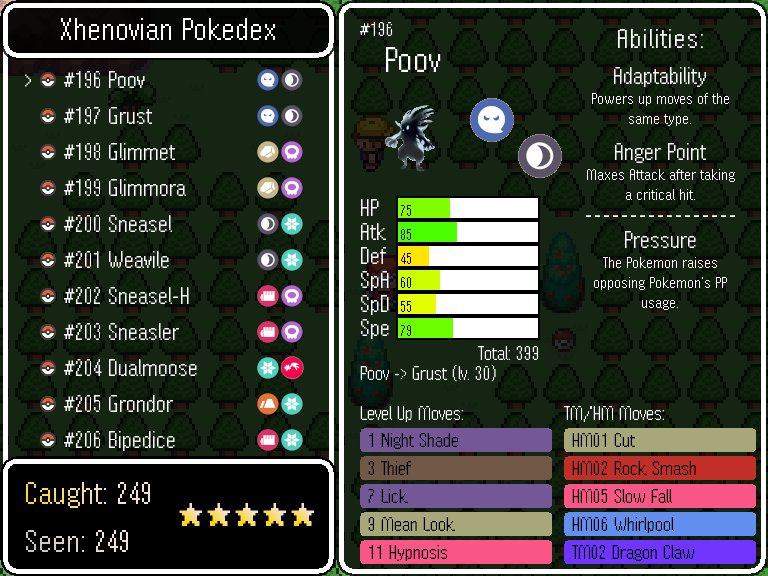 Xhenovian Pokedex
> #196 Poov
#197 Grust
#198 Glimmet
#199 Glimmora
#200 Sneasel
#201 Weavile
#202 Sneasel-H
#203 Sneasler
#204 Dualmoose
#205 Grondor
#206 Bipedice
Caught: 249
Seen: 249
#196
Poov
HP 75
Atk 85
Def 45
SpA 60
SpD 55
Spe 79
Total: 399
Poov -> Grust (lv. 30)
Abilities:
Adaptability
Powers up moves of the
same type.
Anger Point
Maxes Attack after taking
a critical hit.
Pressure
The Pokemon raises
opposing Pokemon's PP
usage.
Level Up Moves:
1 Night Shade
3 Thief
7 Lick
9 Mean Look
11 Hypnosis
TM/HM Moves:
HM01 Cut
HM02 Rock Smash
HM05 Slow Fall
HM06 Whirlpool
TM02 Dragon Claw